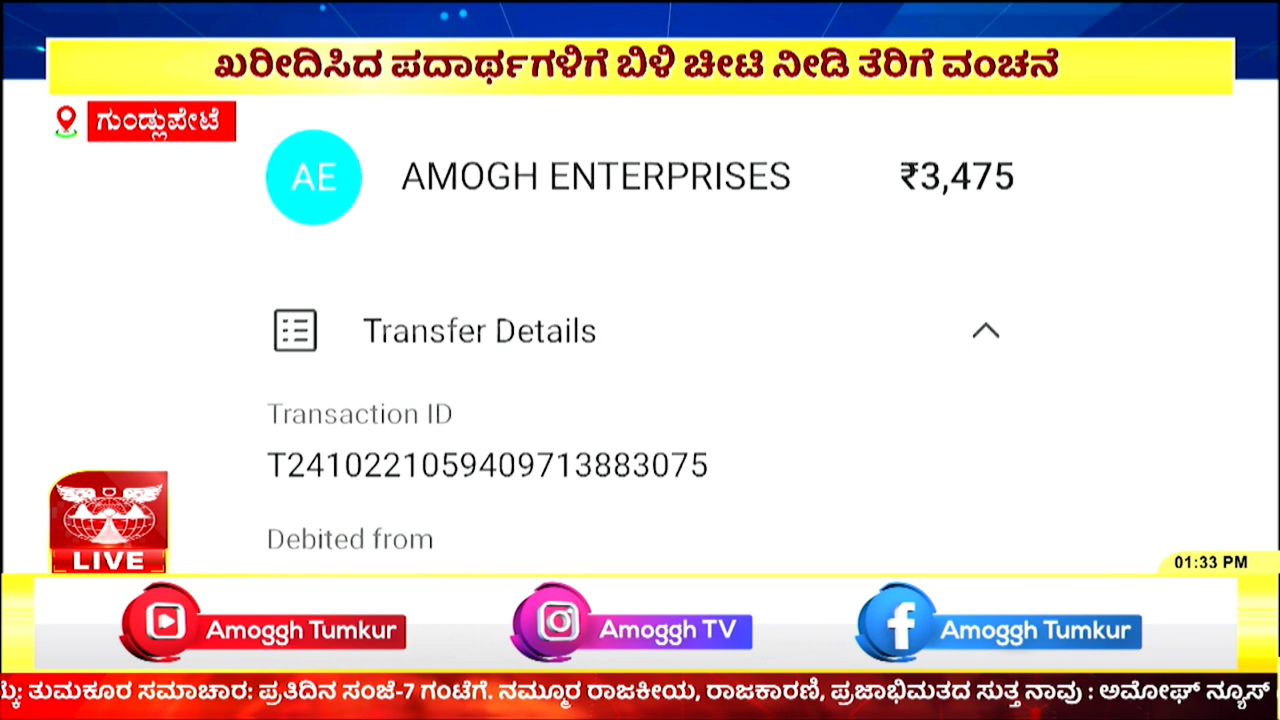 ಖರೀದಿಸಿದ ಪದಾರ್ಥಗಳಿಗೆ ಬಿಳಿ ಚೀಟಿ ನೀಡಿ ತೆರಿಗೆ ವಂಚನೆ
ಗುಂಡ್ಲುಪೇಟೆ
AE AMOGH ENTERPRISES ₹3,475
Transfer Details
Transaction ID
T2410221059409713883075
Debited from
LIVE
01:33 PM
Amoggh Tumkur Amoggh TV Amoggh Tumkur
ತುಮಕೂರ ಸಮಾಚಾರ: ಪ್ರತಿದಿನ ಸಂಜೆ-7 ಗಂಟೆಗೆ. ನಮ್ಮೂರ ರಾಜಕೀಯ, ರಾಜಕಾರಣಿ, ಪ್ರಜಾಭಿಮತದ ಸುತ್ತ ನಾವು : ಅಮೋಘ್ ನ್ಯೂಸ್